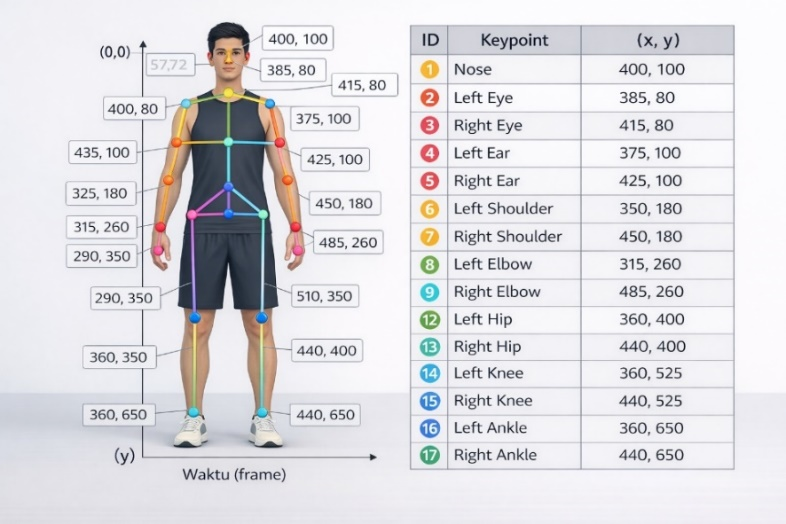 (0,0)
57,72
400, 100
385, 80
415, 80
400, 80
375, 100
435, 100
425, 100
325, 180
450, 180
315, 260
485, 260
290, 350
290, 350
510, 350
360, 350
440, 400
360, 650
440, 650
(y)
Waktu (frame)
ID Keypoint (x, y)
1 Nose 400, 100
2 Left Eye 385, 80
3 Right Eye 415, 80
4 Left Ear 375, 100
5 Right Ear 425, 100
6 Left Shoulder 350, 180
7 Right Shoulder 450, 180
8 Left Elbow 315, 260
9 Right Elbow 485, 260
12 Left Hip 360, 400
13 Right Hip 440, 400
14 Left Knee 360, 525
15 Right Knee 440, 525
16 Left Ankle 360, 650
17 Right Ankle 440, 650